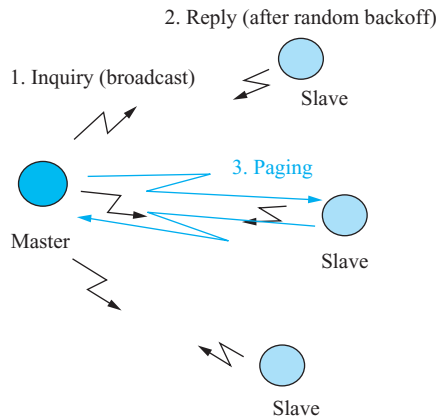 2. Reply (after random backoff)
1. Inquiry (broadcast)
Slave
3. Paging
Master
Slave
Slave